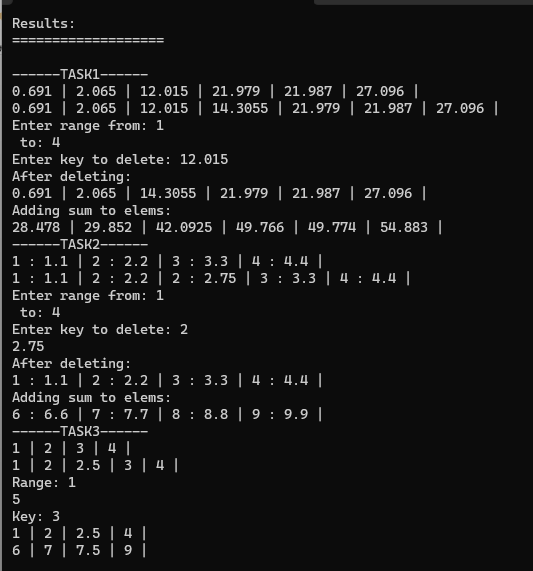 Results:
===================
------TASK1------
0.691 | 2.065 | 12.015 | 21.979 | 21.987 | 27.096 |
0.691 | 2.065 | 12.015 | 14.3055 | 21.979 | 21.987 | 27.096 |
Enter range from: 1
 to: 4
Enter key to delete: 12.015
After deleting:
0.691 | 2.065 | 14.3055 | 21.979 | 21.987 | 27.096 |
Adding sum to elems:
28.478 | 29.852 | 42.0925 | 49.766 | 49.774 | 54.883 |
------TASK2------
1 : 1.1 | 2 : 2.2 | 3 : 3.3 | 4 : 4.4 |
1 : 1.1 | 2 : 2.2 | 2 : 2.75 | 3 : 3.3 | 4 : 4.4 |
Enter range from: 1
 to: 4
Enter key to delete: 2
2.75
After deleting:
1 : 1.1 | 2 : 2.2 | 3 : 3.3 | 4 : 4.4 |
Adding sum to elems:
6 : 6.6 | 7 : 7.7 | 8 : 8.8 | 9 : 9.9 |
------TASK3------
1 | 2 | 3 | 4 |
1 | 2 | 2.5 | 3 | 4 |
Range: 1
5
Key: 3
1 | 2 | 2.5 | 4 |
6 | 7 | 7.5 | 9 |